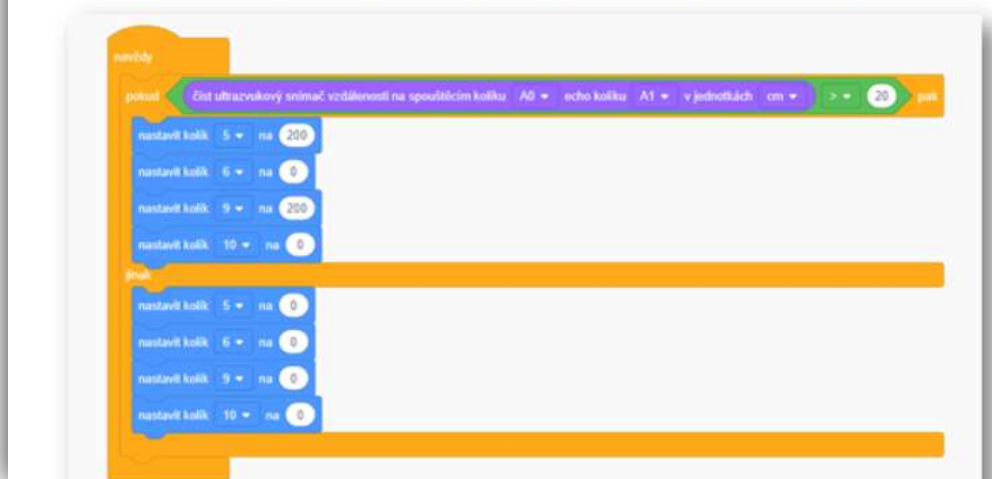 navždy
pokud číst ultrazvukový snímač vzdálenosti na spouštěcím kolíku A0 echo kolíku A1 v jednotkách cm > 20 pak
nastavit kolík 5 na 200
nastavit kolík 6 na 0
nastavit kolík 9 na 200
nastavit kolík 10 na 0
jinak
nastavit kolík 5 na 0
nastavit kolík 6 na 0
nastavit kolík 9 na 0
nastavit kolík 10 na 0